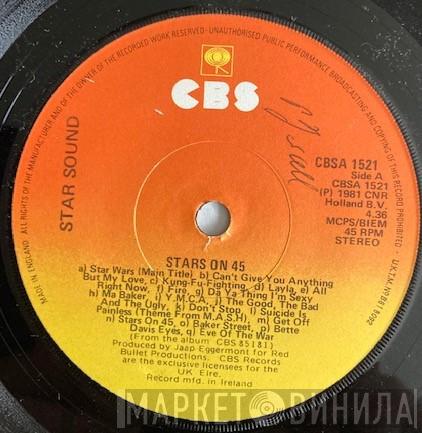 ALL RIGHTS OF THE MANUFACTURER AND OF THE OWNER OF THE RECORDED WORK RESERVED-UNAUTHORISED PUBLIC PERFORMANCE BROADCASTING AND COPYING OF THIS RECORD PROHIBITED
MADE IN ENGLAND
CBS
STAR SOUND
CBSA 1521
Side A
CBSA 1521
(P) 1981 CNR
Holland B.V.
4.36
MCPS/BIEM
45 RPM
STEREO
STARS ON 45
a) Star Wars (Main Title), b) Can't Give You Anything
But My Love, c) Kung-Fu-Fighting, d) Layla, e) All
Right Now, f) Fire, g) Da Ya Thing I'm Sexy
h) Ma Baker, i) Y.M.C.A, j) The Good, The Bad
And The Ugly, k) Don't Stop, l) Suicide Is
Painless (Theme From M.A.S.H), m) Get Off
n) Stars On 45, o) Baker Street, p) Bette
Davis Eyes, q) Eve Of The War
(From the album CBS 85181)
Produced by Jaap Eggermont for Red
Bullet Productions. CBS Records
are the exclusive licensees for the
UK Eire.
Record mfd. in Ireland
МАРКЕТ ВИНИЛА